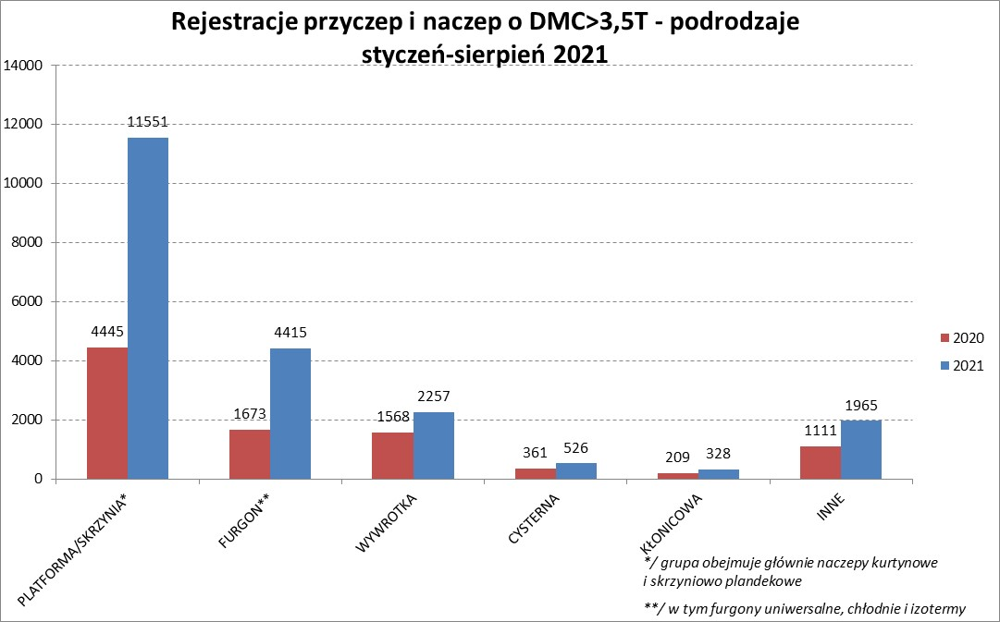 Rejestracje przyczep i naczep o DMC>3,5T - podrodzaje
styczeń-sierpień 2021
14000
12000
10000
8000
6000
4000
2000
0
4445
11551
1673
4415
1568
2257
361
526
209
328
1111
1965
2020
2021
PLATFORMA/SKRZYNIA*
FURGON**
WYWROTKA
CYSTERNA
KŁONICOWA
INNE
*/ grupa obejmuje głównie naczepy kurtynowe
i skrzyniowo plandekowe
**/ w tym furgony uniwersalne, chłodnie i izotermy